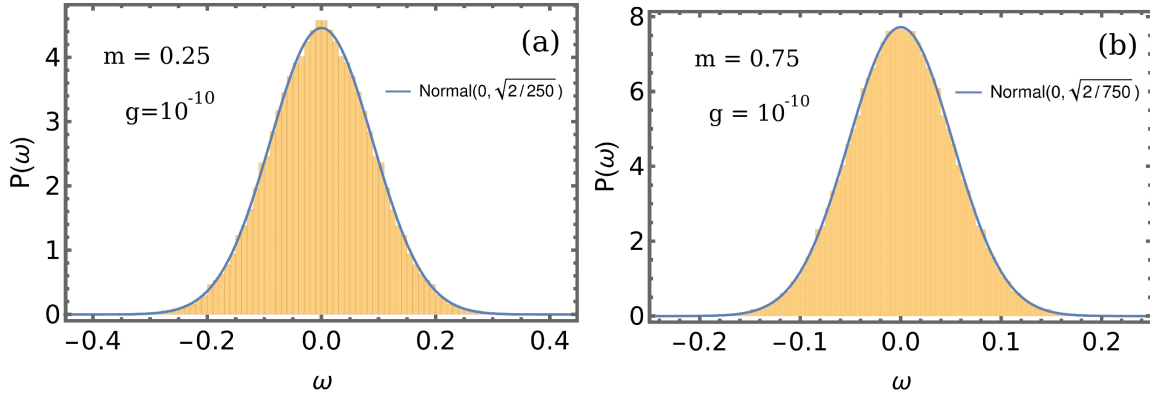 (a)
m = 0.25
g=10⁻¹⁰
Normal(0, √2/250)
P(ω)
4
3
2
1
0
−0.4 −0.2 0.0 0.2 0.4
ω
(b)
m = 0.75
g = 10⁻¹⁰
Normal(0, √2/750)
P(ω)
8
6
4
2
0
−0.2 −0.1 0.0 0.1 0.2
ω